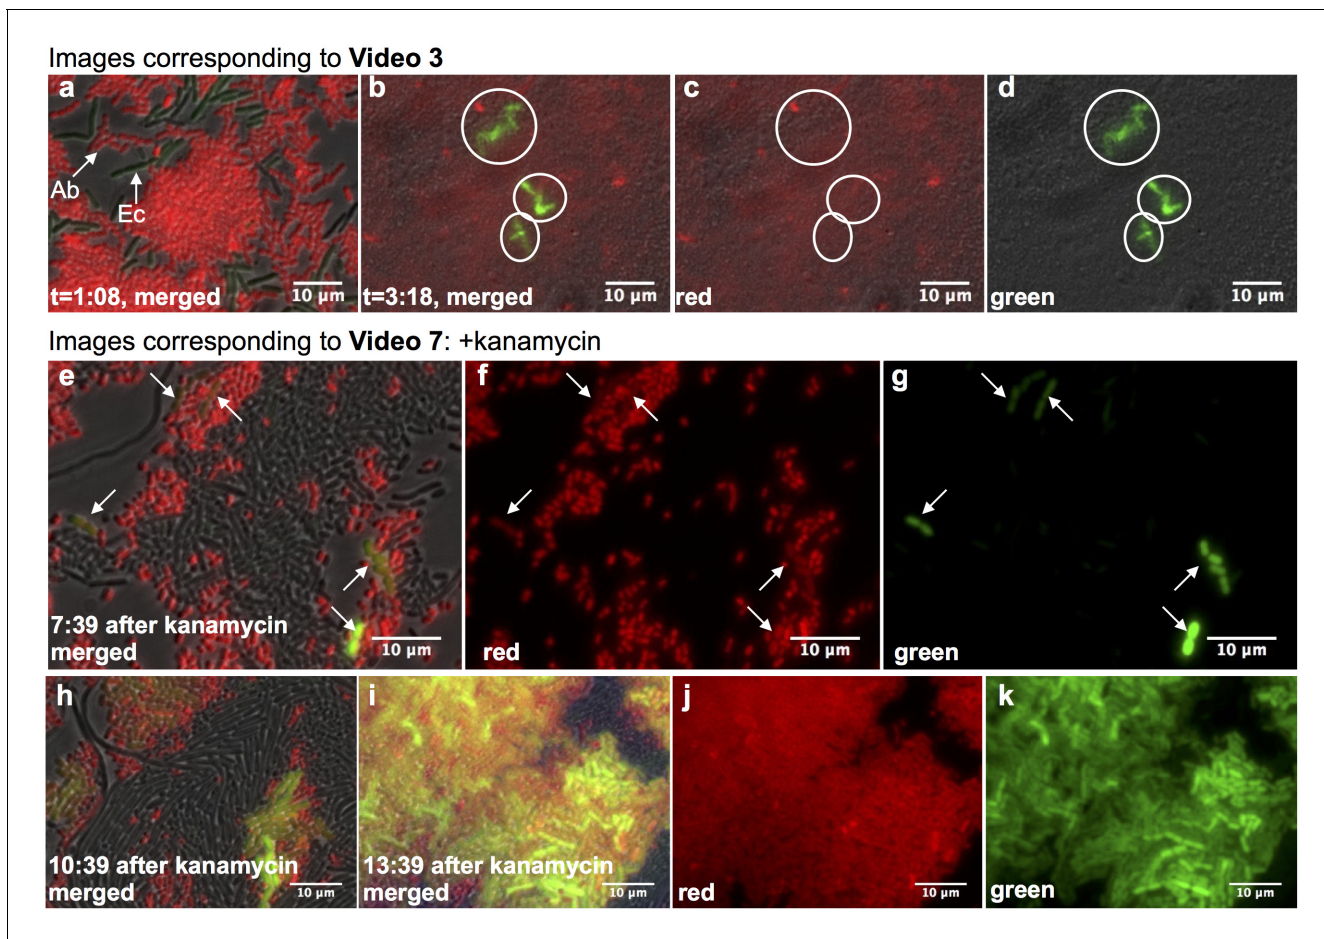 Images corresponding to Video 3
a
Ab
Ec
t=1:08, merged
10 µm
b
t=3:18, merged
10 µm
c
red
10 µm
d
green
10 µm
Images corresponding to Video 7: +kanamycin
e
7:39 after kanamycin
merged
10 µm
f
red
10 µm
g
green
10 µm
h
10:39 after kanamycin
merged
10 µm
i
13:39 after kanamycin
10 µm
j
red
10 µm
k
green
10 µm